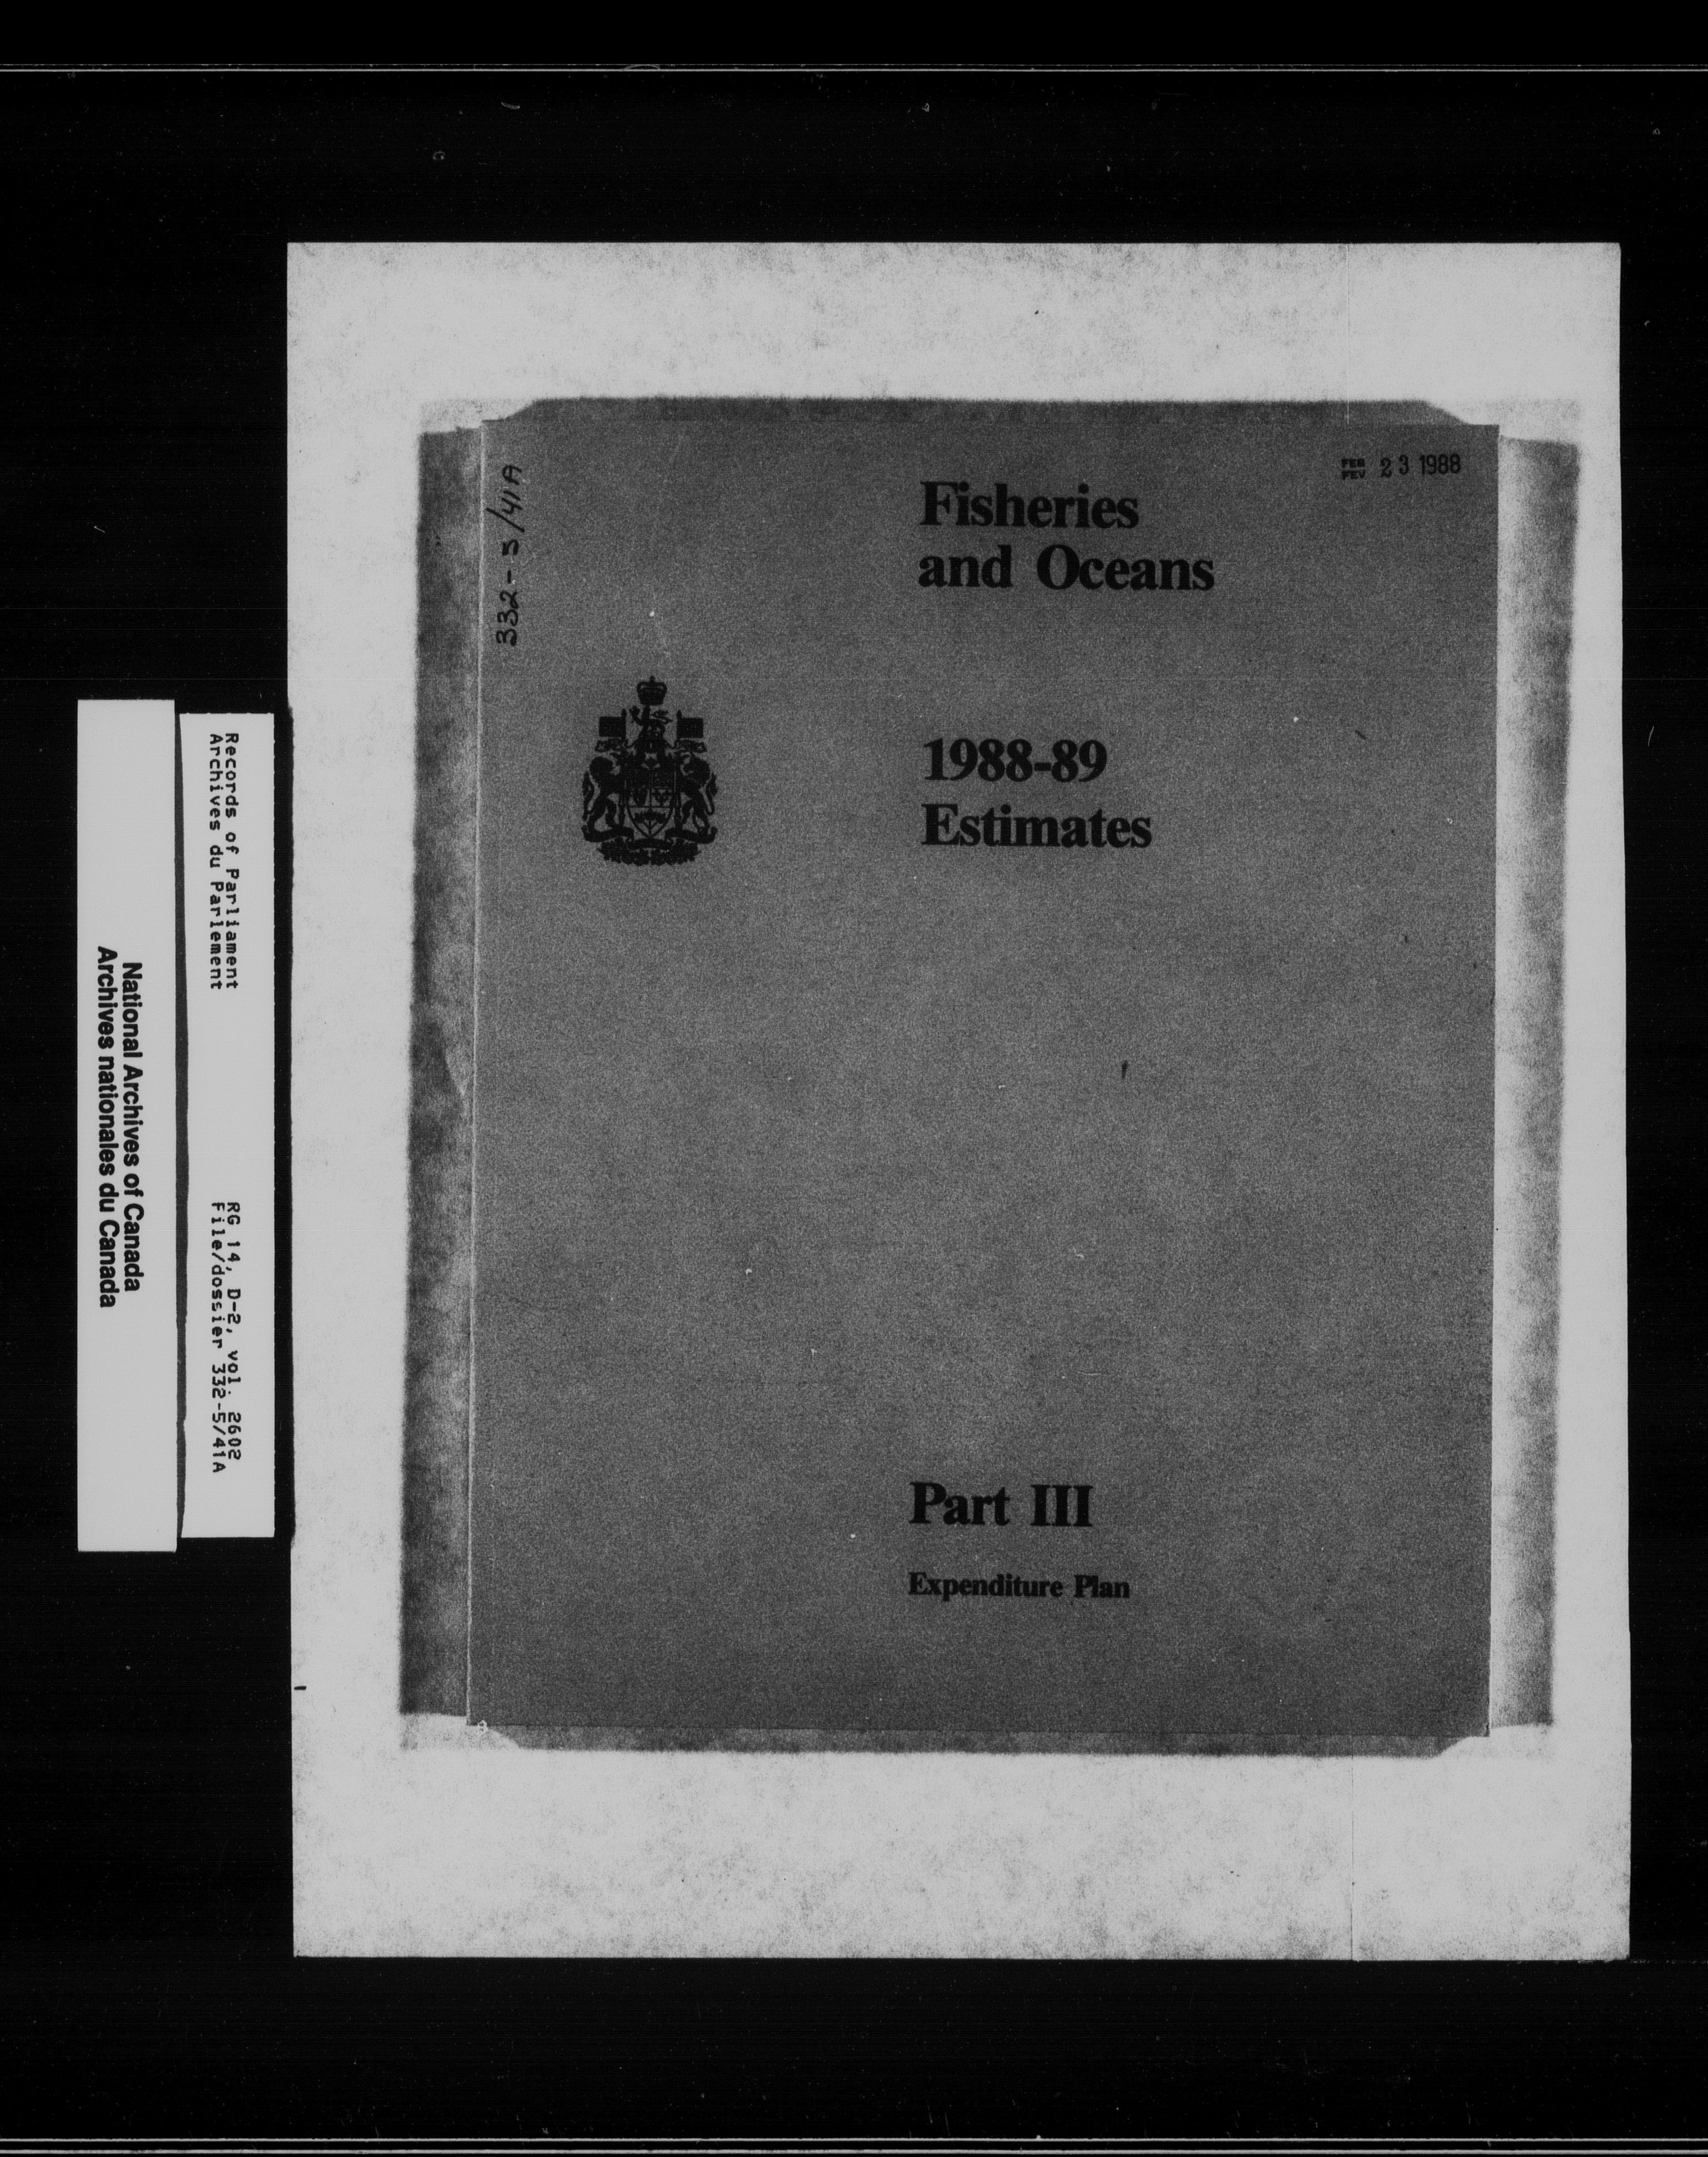 FEB
FEV 23 1988
332-5/41A
Fisheries
and Oceans
1988-89
Estimates
Part III
Expenditure Plan
Records of Parliament
Archives du Parlement
RG 14, D-2, vol. 2602
File/dossier 332-5/41A
National Archives of Canada
Archives nationales du Canada